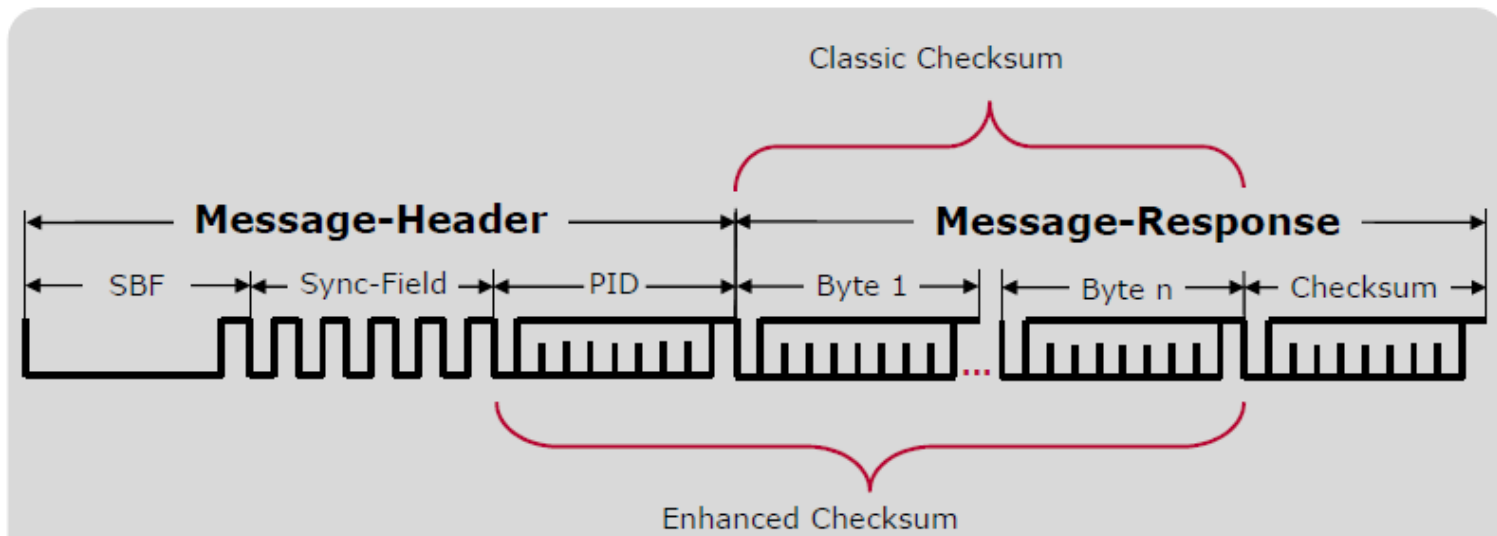 Classic Checksum
Message-Header Message-Response
SBF Sync-Field PID Byte 1 Byte n Checksum
...
Enhanced Checksum